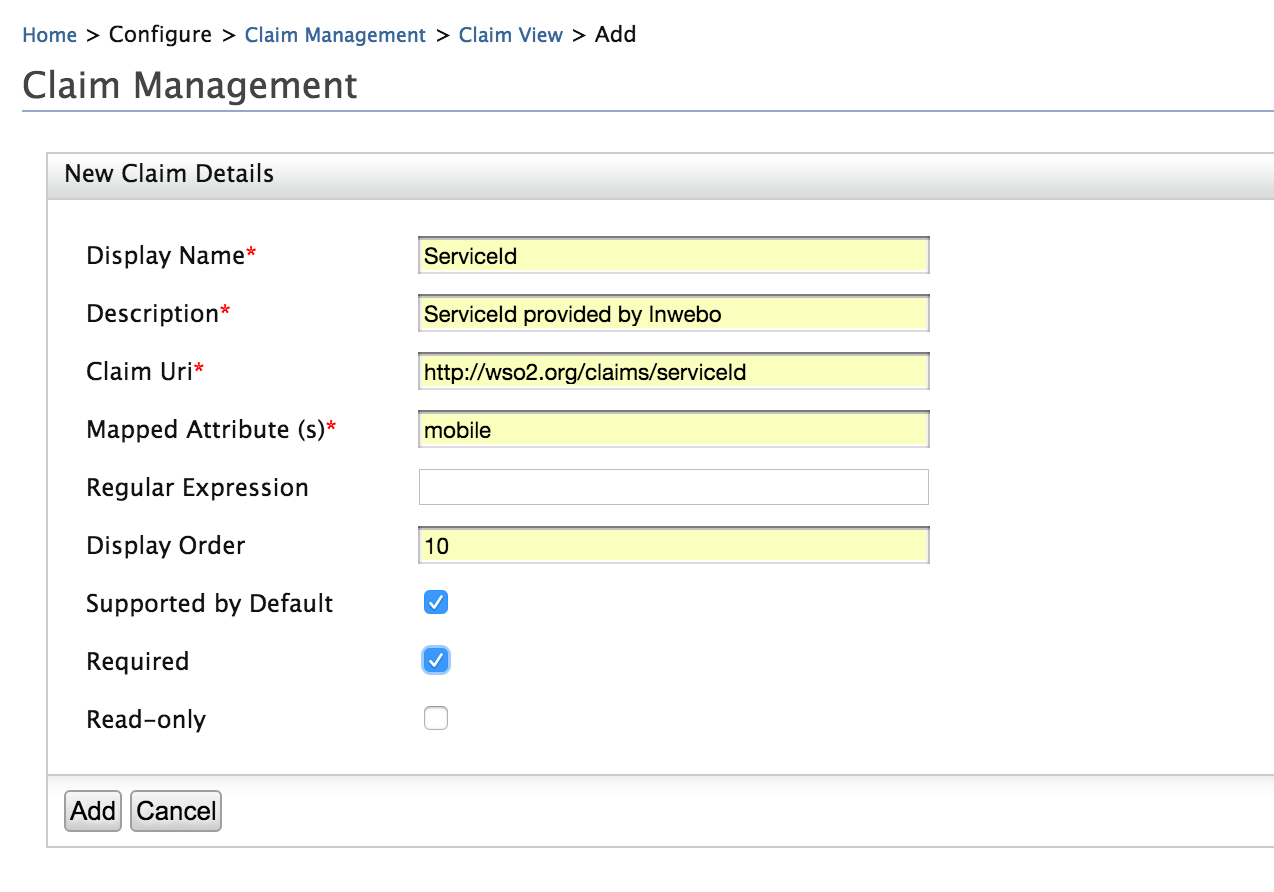 Home > Configure > Claim Management > Claim View > Add
Claim Management
New Claim Details
Display Name* ServiceId
Description* ServiceId provided by Inwebo
Claim Uri* http://wso2.org/claims/serviceId
Mapped Attribute (s)* mobile
Regular Expression
Display Order 10
Supported by Default
Required
Read-only
Add Cancel